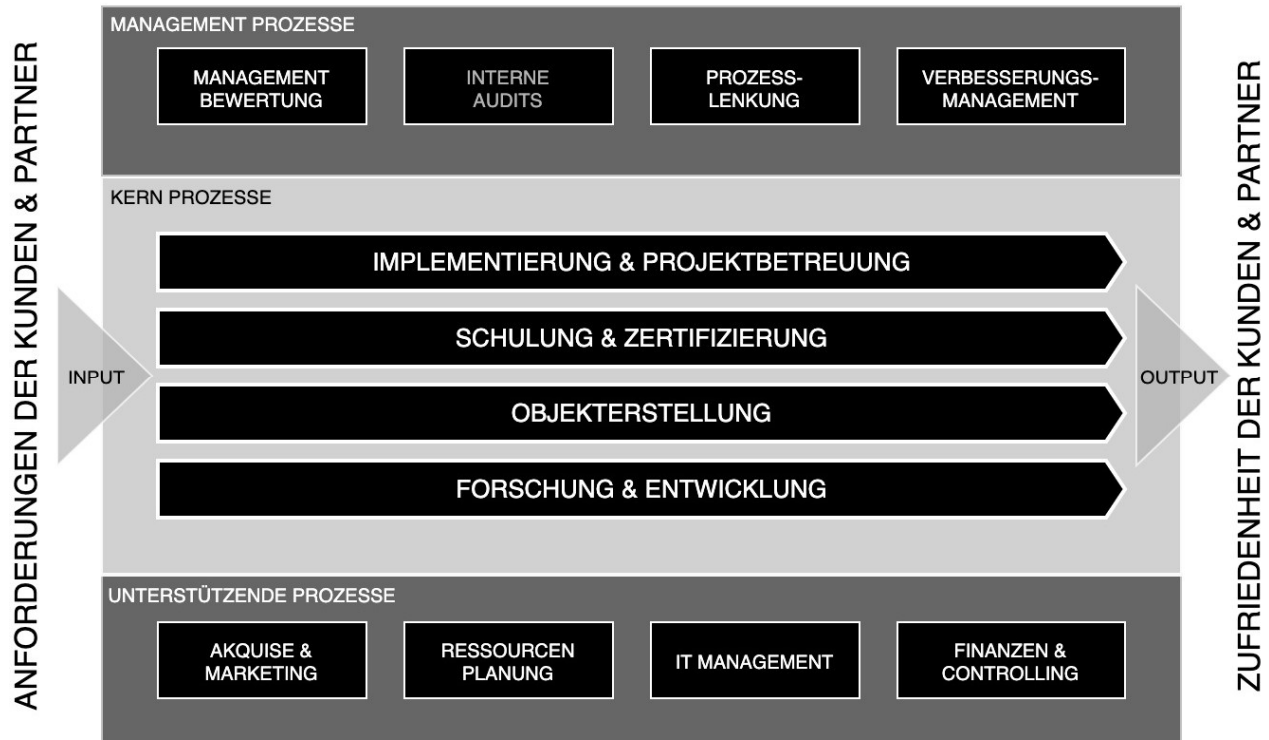 ANFORDERUNGEN DER KUNDEN & PARTNER
MANAGEMENT PROZESSE
MANAGEMENT
BEWERTUNG
INTERNE
AUDITS
PROZESS-
LENKUNG
VERBESSERUNGS-
MANAGEMENT
KERN PROZESSE
INPUT
IMPLEMENTIERUNG & PROJEKTBETREUUNG
SCHULUNG & ZERTIFIZIERUNG
OBJEKTERSTELLUNG
FORSCHUNG & ENTWICKLUNG
OUTPUT
UNTERSTÜTZENDE PROZESSE
AKQUISE &
MARKETING
RESSOURCEN
PLANUNG
IT MANAGEMENT
FINANZEN &
CONTROLLING
ZUFRIEDENHEIT DER KUNDEN & PARTNER